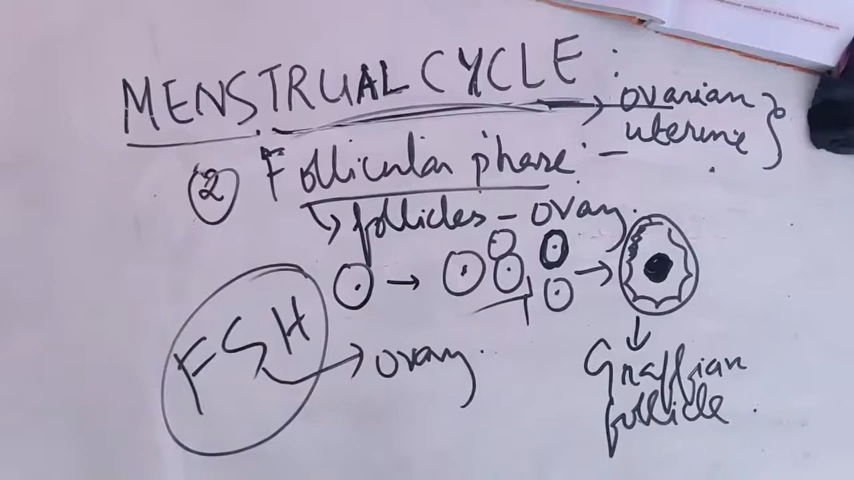 MENSTRUAL CYCLE :
→ ovarian
uterine }
② Follicular phase : –
↳ follicles – ovary.
→ →
FSH → ovary.
↓
Graffian
follicle .